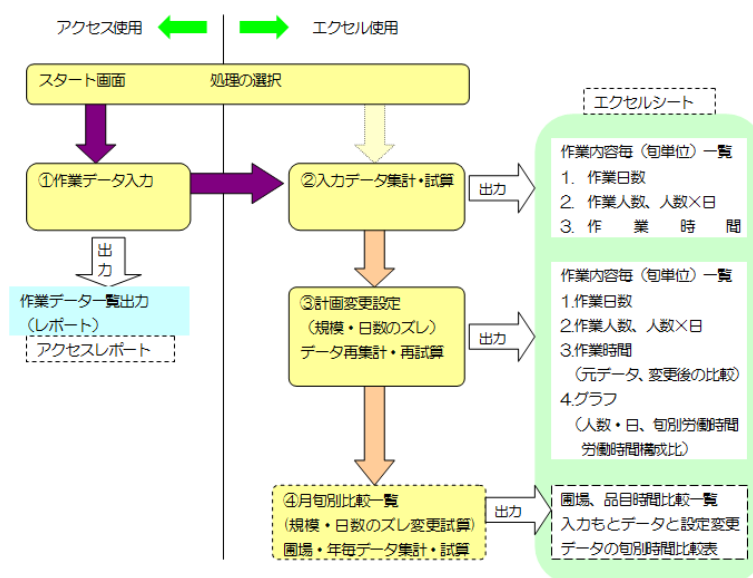 アクセス使用
エクセル使用
スタート画面 処理の選択
エクセルシート
①作業データ入力
②入力データ集計・試算
出力
作業内容毎（旬単位）一覧
1. 作業日数
2. 作業人数、人数×日
3. 作業時間
出力
作業データ一覧出力
（レポート）
アクセスレポート
③計画変更設定
（規模・日数のズレ）
データ再集計・再試算
出力
作業内容毎（旬単位）一覧
1.作業日数
2.作業人数、人数×日
3.作業時間
（元データ、変更後の比較）
4.グラフ
（人数・日、旬別労働時間
労働時間構成比）
④月旬別比較一覧
(規模・日数のズレ変更試算)
圃場・年毎データ集計・試算
出力
圃場、品目時間比較一覧
入力もとデータと設定変更
データの旬別時間比較表